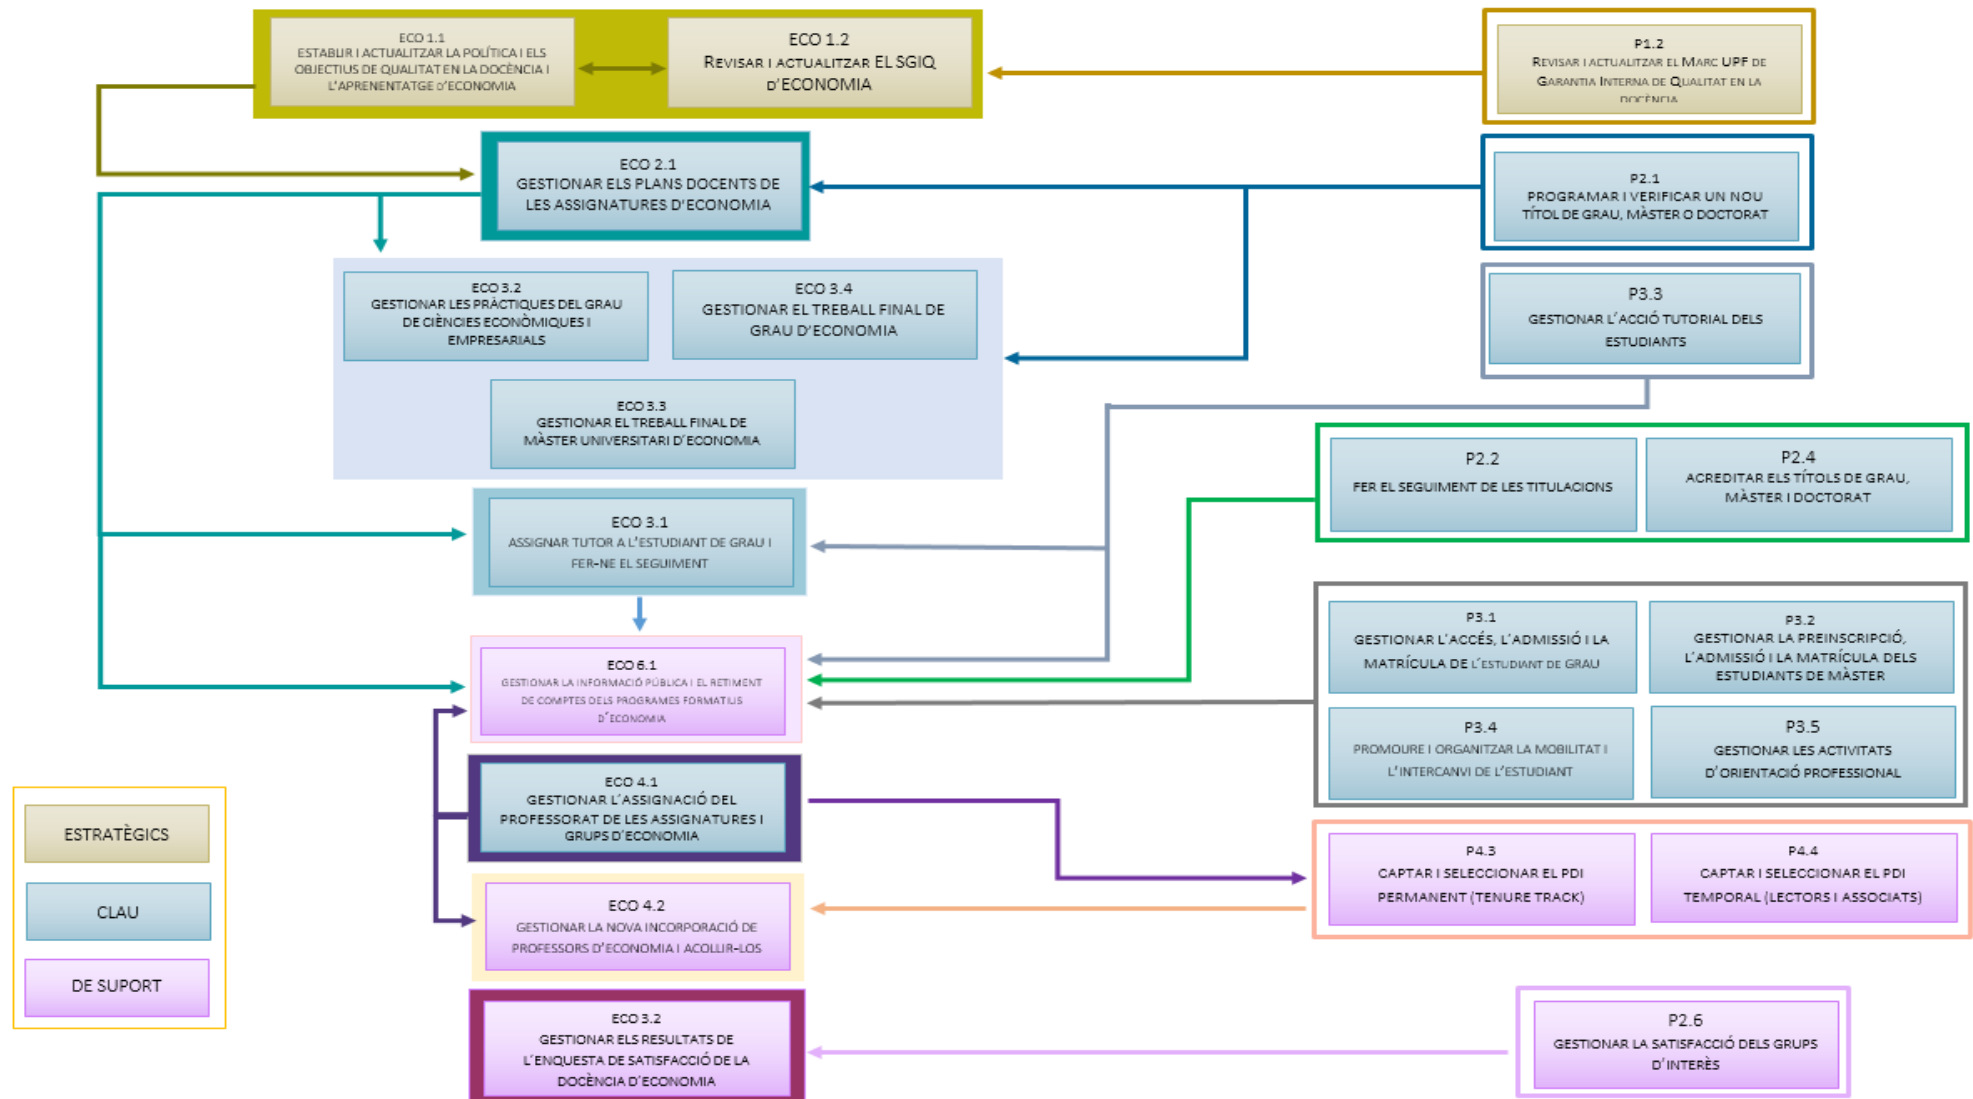 ECO 1.1
ESTABLIR I ACTUALITZAR LA POLÍTICA I ELS
OBJECTIUS DE QUALITAT EN LA DOCÈNCIA I
L'APRENENTATGE D'ECONOMIA
ECO 1.2
REVISAR I ACTUALITZAR EL SGIQ
D'ECONOMIA
P1.2
REVISAR I ACTUALITZAR EL MARC UPF DE
GARANTIA INTERNA DE QUALITAT EN LA
DOCÈNCIA
ECO 2.1
GESTIONAR ELS PLANS DOCENTS DE
LES ASSIGNATURES D'ECONOMIA
P2.1
PROGRAMAR I VERIFICAR UN NOU
TÍTOL DE GRAU, MÀSTER O DOCTORAT
ECO 3.2
GESTIONAR LES PRÀCTIQUES DEL GRAU
DE CIÈNCIES ECONÒMIQUES I
EMPRESARIALS
ECO 3.4
GESTIONAR EL TREBALL FINAL DE
GRAU D'ECONOMIA
P3.3
GESTIONAR L'ACCIÓ TUTORIAL DELS
ESTUDIANTS
ECO 3.3
GESTIONAR EL TREBALL FINAL DE
MÀSTER UNIVERSITARI D'ECONOMIA
P2.2
FER EL SEGUIMENT DE LES TITULACIONS
P2.4
ACREDITAR ELS TÍTOLS DE GRAU,
MÀSTER I DOCTORAT
ECO 3.1
ASSIGNAR TUTOR A L'ESTUDIANT DE GRAU I
FER-NE EL SEGUIMENT
P3.1
GESTIONAR L'ACCÉS, L'ADMISSIÓ I LA
MATRÍCULA DE L'ESTUDIANT DE GRAU
P3.2
GESTIONAR LA PREINSCRIPCIÓ,
L'ADMISSIÓ I LA MATRÍCULA DELS
ESTUDIANTS DE MÀSTER
ECO 6.1
GESTIONAR LA INFORMACIÓ PÚBLICA I EL RETIMENT
DE COMPTES DELS PROGRAMES FORMATIUS
D'ECONOMIA
P3.4
PROMOURE I ORGANITZAR LA MOBILITAT I
L'INTERCANVI DE L'ESTUDIANT
P3.5
GESTIONAR LES ACTIVITATS
D'ORIENTACIÓ PROFESSIONAL
ECO 4.1
GESTIONAR L'ASSIGNACIÓ DEL
PROFESSORAT DE LES ASSIGNATURES I
GRUPS D'ECONOMIA
P4.3
CAPTAR I SELECCIONAR EL PDI
PERMANENT (TENURE TRACK)
P4.4
CAPTAR I SELECCIONAR EL PDI
TEMPORAL (LECTORS I ASSOCIATS)
ECO 4.2
GESTIONAR LA NOVA INCORPORACIÓ DE
PROFESSORS D'ECONOMIA I ACOLLIR-LOS
ECO 3.2
GESTIONAR ELS RESULTATS DE
L'ENQUESTA DE SATISFACCIÓ DE LA
DOCÈNCIA D'ECONOMIA
P2.6
GESTIONAR LA SATISFACCIÓ DELS GRUPS
D'INTERÈS
ESTRATÈGICS
CLAU
DE SUPORT